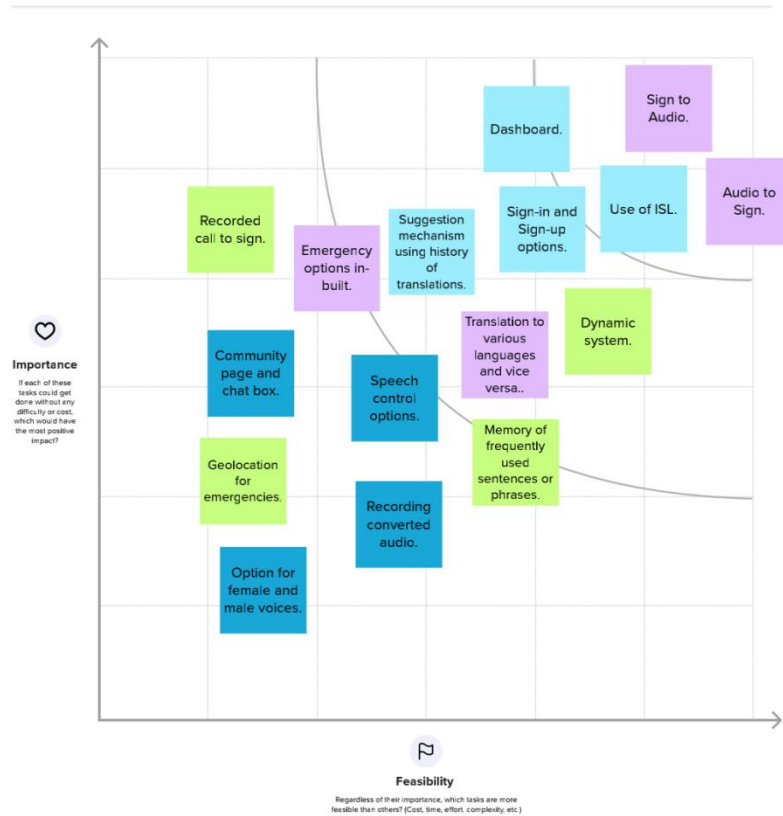 Sign to
Audio.
Dashboard.
Audio to
Sign.
Use of ISL.
Sign-in and
Sign-up
options.
Suggestion
mechanism
using history
of
translations.
Recorded
call to sign.
Emergency
options in-
built.
Dynamic
system.
Translation to
various
languages
and vice
versa..
Community
page and
chat box.
Speech
control
options.
Memory of
frequently
used
sentences or
phrases.
Geolocation
for
emergencies.
Recording
converted
audio.
Option for
female and
male voices.
Importance
If each of these
tasks could get
done without any
difficulty or cost,
which would have
the most positive
impact?
Feasibility
Regardless of their importance, which tasks are more
feasible than others? (Cost, time, effort, complexity, etc.)